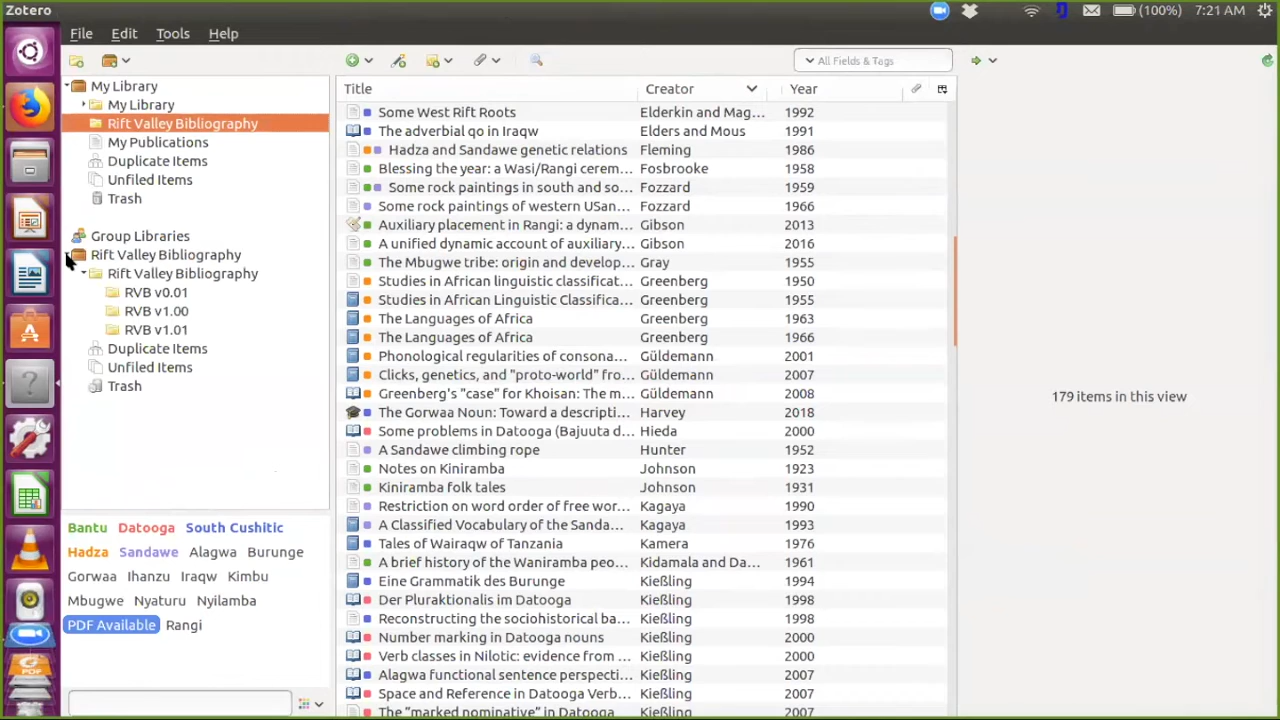 Zotero
(100%) 7:21 AM
File Edit Tools Help
All Fields & Tags
My Library
My Library
Rift Valley Bibliography
My Publications
Duplicate Items
Unfiled Items
Trash
Group Libraries
Rift Valley Bibliography
Rift Valley Bibliography
RVB v0.01
RVB v1.00
RVB v1.01
Duplicate Items
Unfiled Items
Trash
Bantu Datooga South Cushitic
Hadza Sandawe Alagwa Burunge
Gorwaa Ihanzu Iraqw Kimbu
Mbugwe Nyaturu Nyilamba
PDF Available Rangi
Title Creator Year
Some West Rift Roots Elderkin and Mag... 1992
The adverbial qo in Iraqw Elders and Mous 1991
Hadza and Sandawe genetic relations Fleming 1986
Blessing the year: a Wasi/Rangi cerem... Fosbrooke 1958
Some rock paintings in south and so... Fozzard 1959
Some rock paintings of western USan... Fozzard 1966
Auxiliary placement in Rangi: a dynam... Gibson 2013
A unified dynamic account of auxiliary... Gibson 2016
The Mbugwe tribe: origin and develop... Gray 1955
Studies in African linguistic classificat... Greenberg 1950
Studies in African Linguistic Classifica... Greenberg 1955
The Languages of Africa Greenberg 1963
The Languages of Africa Greenberg 1966
Phonological regularities of consona... Güldemann 2001
Clicks, genetics, and "proto-world" fro... Güldemann 2007
Greenberg's "case" for Khoisan: The m... Güldemann 2008
The Gorwaa Noun: Toward a descripti... Harvey 2018
Some problems in Datooga (Bajuuta d... Hieda 2000
A Sandawe climbing rope Hunter 1952
Notes on Kiniramba Johnson 1923
Kiniramba folk tales Johnson 1931
Restriction on word order of free wor... Kagaya 1990
A Classified Vocabulary of the Sanda... Kagaya 1993
Tales of Wairaqw of Tanzania Kamera 1976
A brief history of the Waniramba peo... Kidamala and Da... 1961
Eine Grammatik des Burunge Kießling 1994
Der Pluraktionalis im Datooga Kießling 1998
Reconstructing the sociohistorical ba... Kießling 1998
Number marking in Datooga nouns Kießling 2000
Verb classes in Nilotic: evidence from ... Kießling 2000
Alagwa functional sentence perspecti... Kießling 2007
Space and Reference in Datooga Verb... Kießling 2007
The "marked nominative" in Datooga Kießling 2007
179 items in this view